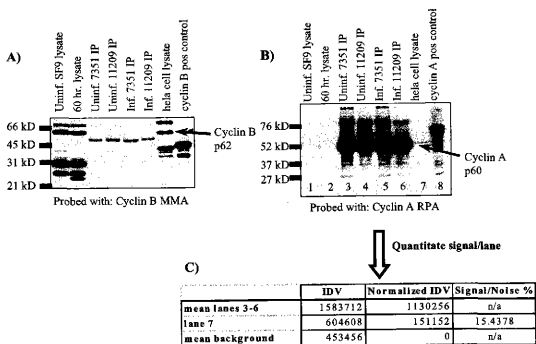 A)
Uninf. SF9 lysate
60 hr. lysate
Uninf. 7351 IP
Uninf. 11209 IP
Inf. 7351 IP
Inf. 11209 IP
hela cell lysate
cyclin B pos control
66 kD
45 kD
31 kD
21 kD
Cyclin B
p62
Probed with: Cyclin B MMA
B)
Uninf. SF9 lysate
60 hr. lysate
Uninf. 7351 IP
Uninf. 11209 IP
Inf. 7351 IP
Inf. 11209 IP
hela cell lysate
cyclin A pos control
76 kD
52 kD
37 kD
27 kD
1 2 3 4 5 6 7 8
Cyclin A
p60
Probed with: Cyclin A RPA
Quantitate signal/lane
C)
IDV Normalized IDV Signal/Noise %
mean lanes 3-6 1583712 1130256 n/a
lane 7 604608 151152 15.4378
mean background 453456 0 n/a